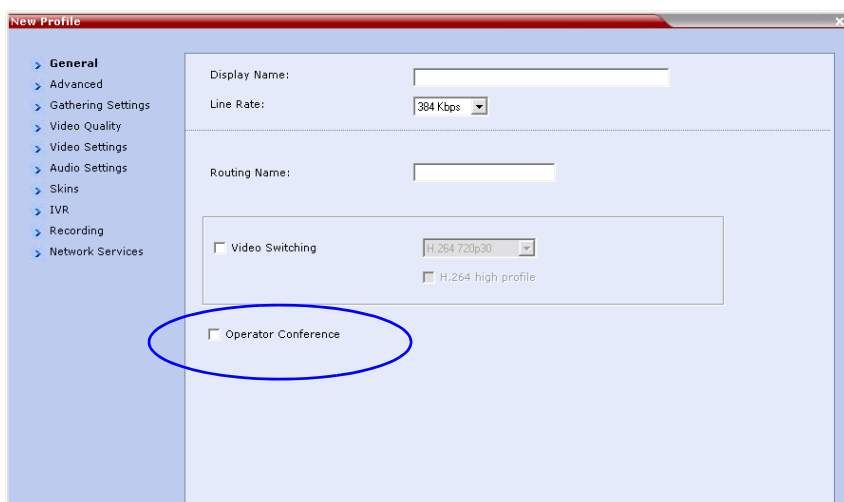 New Profile
General
Advanced
Gathering Settings
Video Quality
Video Settings
Audio Settings
Skins
IVR
Recording
Network Services
Display Name:
Line Rate:
384 Kbps
Routing Name:
Video Switching
H.264 720p30
H.264 high profile
Operator Conference